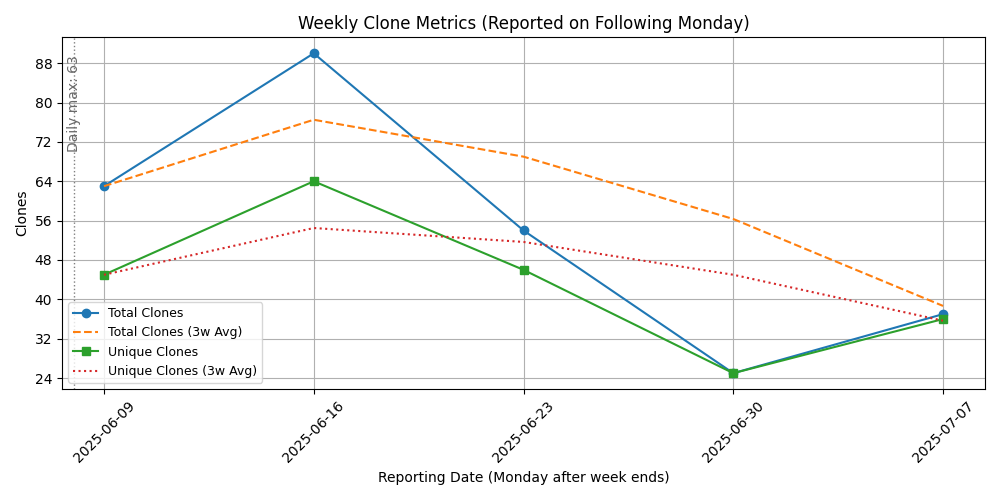 Weekly Clone Metrics (Reported on Following Monday)
Daily max: 63
Clones
88
80
72
64
56
48
40
32
24
Total Clones
Total Clones (3w Avg)
Unique Clones
Unique Clones (3w Avg)
2025-06-09
2025-06-16
2025-06-23
2025-06-30
2025-07-07
Reporting Date (Monday after week ends)